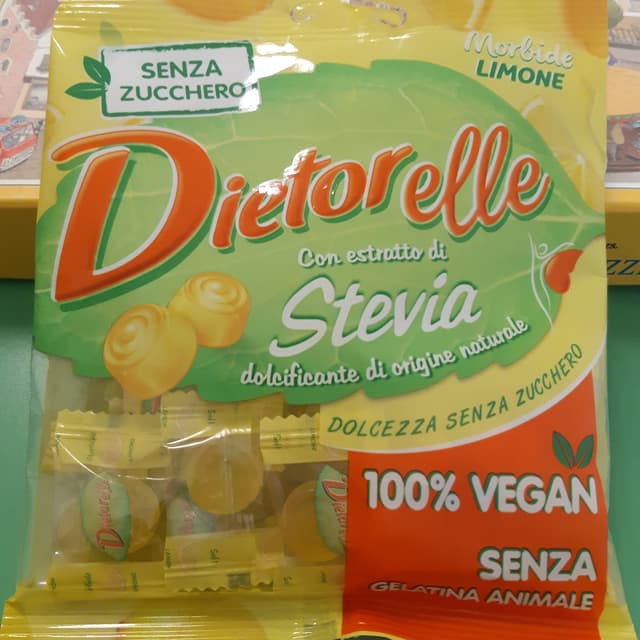 Morbide
LIMONE
SENZA
ZUCCHERO
Dietorelle
Con estratto di
Stevia
dolcificante di origine naturale
DOLCEZZA SENZA ZUCCHERO
100% VEGAN
SENZA
GELATINA ANIMALE
Dietorelle